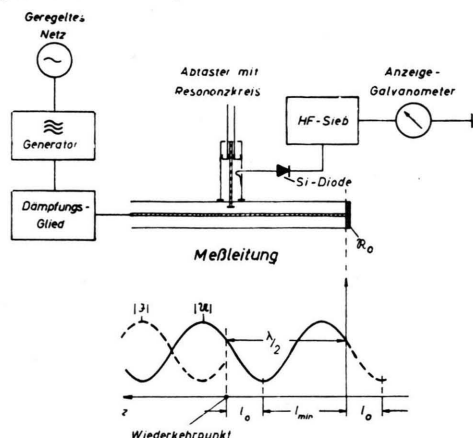 Geregeltes
Netz
Generator
Dämpfungs-
Glied
Abtaster mit
Resonanzkreis
Si-Diode
HF-Sieb
Anzeige-
Galvanometer
Meßleitung
ℜ₀
|ℑ|
|𝔘|
λ/2
z
l₀
lmin
l₀
Wiederkehrpunkt